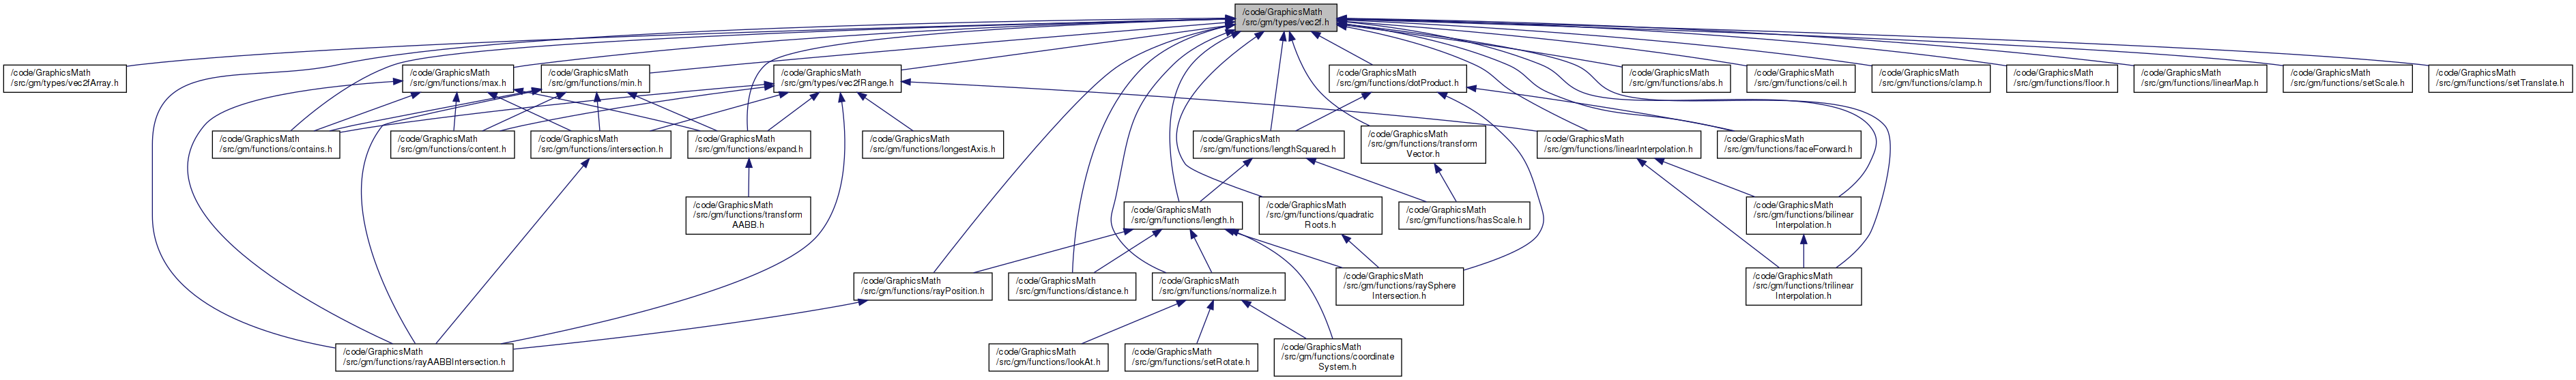 /code/GraphicsMath
/src/gm/types/vec2f.h
/code/GraphicsMath
/src/gm/types/vec2fArray.h
/code/GraphicsMath
/src/gm/functions/max.h
/code/GraphicsMath
/src/gm/functions/min.h
/code/GraphicsMath
/src/gm/types/vec2fRange.h
/code/GraphicsMath
/src/gm/functions/dotProduct.h
/code/GraphicsMath
/src/gm/functions/abs.h
/code/GraphicsMath
/src/gm/functions/ceil.h
/code/GraphicsMath
/src/gm/functions/clamp.h
/code/GraphicsMath
/src/gm/functions/floor.h
/code/GraphicsMath
/src/gm/functions/linearMap.h
/code/GraphicsMath
/src/gm/functions/setScale.h
/code/GraphicsMath
/src/gm/functions/setTranslate.h
/code/GraphicsMath
/src/gm/functions/contains.h
/code/GraphicsMath
/src/gm/functions/content.h
/code/GraphicsMath
/src/gm/functions/intersection.h
/code/GraphicsMath
/src/gm/functions/expand.h
/code/GraphicsMath
/src/gm/functions/longestAxis.h
/code/GraphicsMath
/src/gm/functions/lengthSquared.h
/code/GraphicsMath
/src/gm/functions/transform
Vector.h
/code/GraphicsMath
/src/gm/functions/linearInterpolation.h
/code/GraphicsMath
/src/gm/functions/faceForward.h
/code/GraphicsMath
/src/gm/functions/transform
AABB.h
/code/GraphicsMath
/src/gm/functions/length.h
/code/GraphicsMath
/src/gm/functions/quadratic
Roots.h
/code/GraphicsMath
/src/gm/functions/hasScale.h
/code/GraphicsMath
/src/gm/functions/bilinear
Interpolation.h
/code/GraphicsMath
/src/gm/functions/rayPosition.h
/code/GraphicsMath
/src/gm/functions/distance.h
/code/GraphicsMath
/src/gm/functions/normalize.h
/code/GraphicsMath
/src/gm/functions/raySphere
Intersection.h
/code/GraphicsMath
/src/gm/functions/trilinear
Interpolation.h
/code/GraphicsMath
/src/gm/functions/rayAABBIntersection.h
/code/GraphicsMath
/src/gm/functions/lookAt.h
/code/GraphicsMath
/src/gm/functions/setRotate.h
/code/GraphicsMath
/src/gm/functions/coordinate
System.h